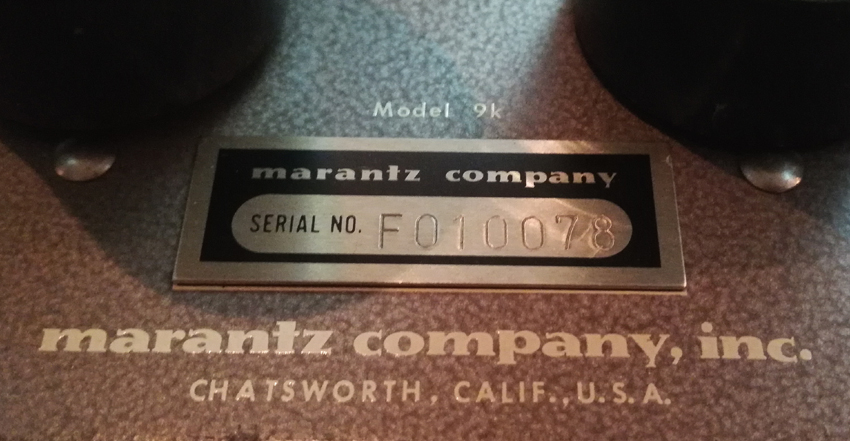 Model 9k
marantz company
SERIAL NO. F010078
marantz company, inc.
CHATSWORTH, CALIF., U.S.A.